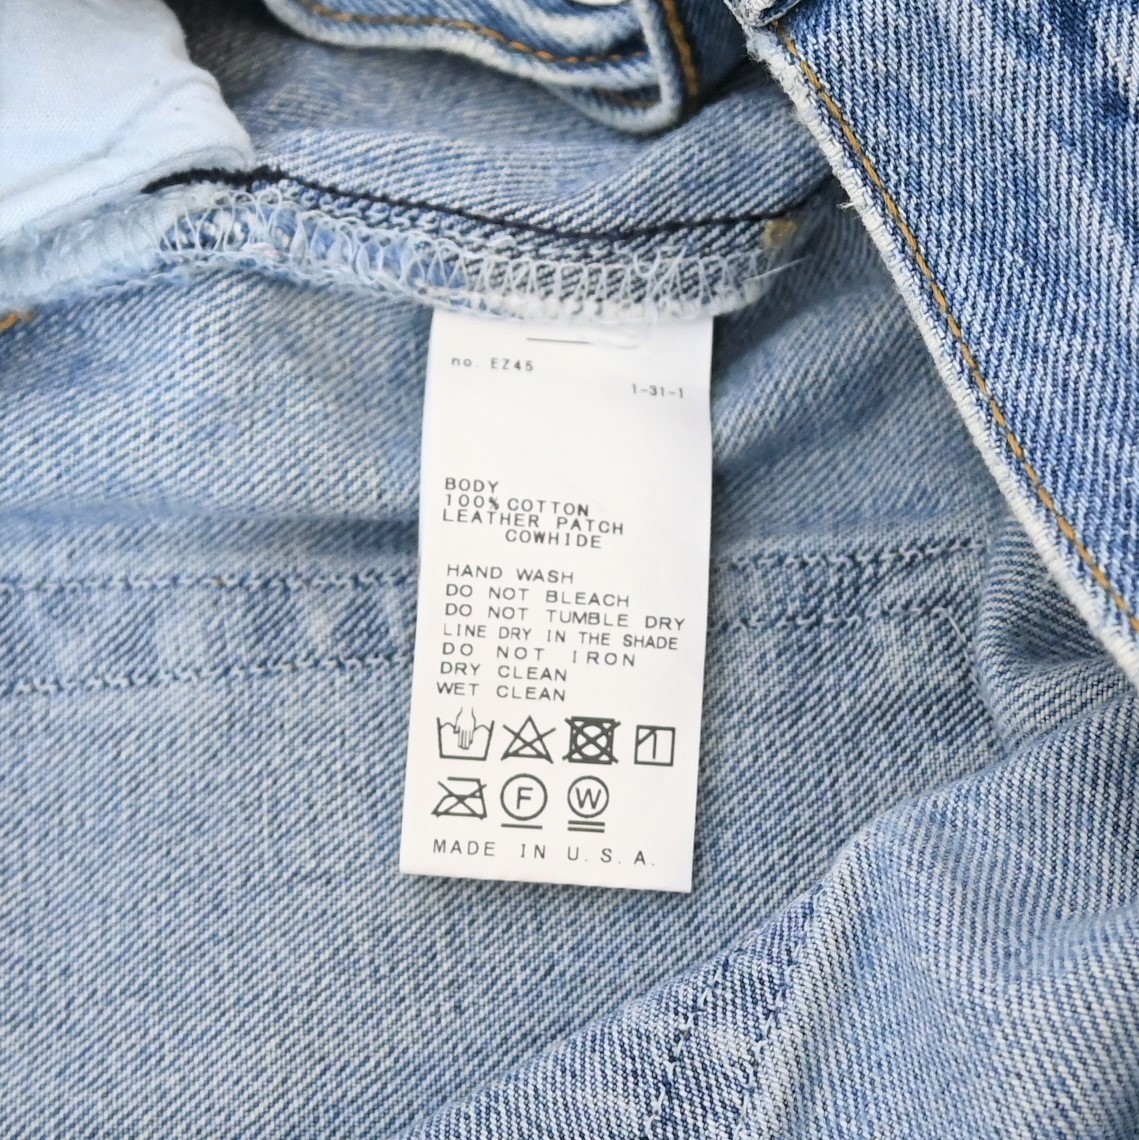 no. EZ45
1-31-1
BODY
100% COTTON
LEATHER PATCH
COWHIDE
HAND WASH
DO NOT BLEACH
DO NOT TUMBLE DRY
LINE DRY IN THE SHADE
DO NOT IRON
DRY CLEAN
WET CLEAN
F W
MADE IN U.S.A.